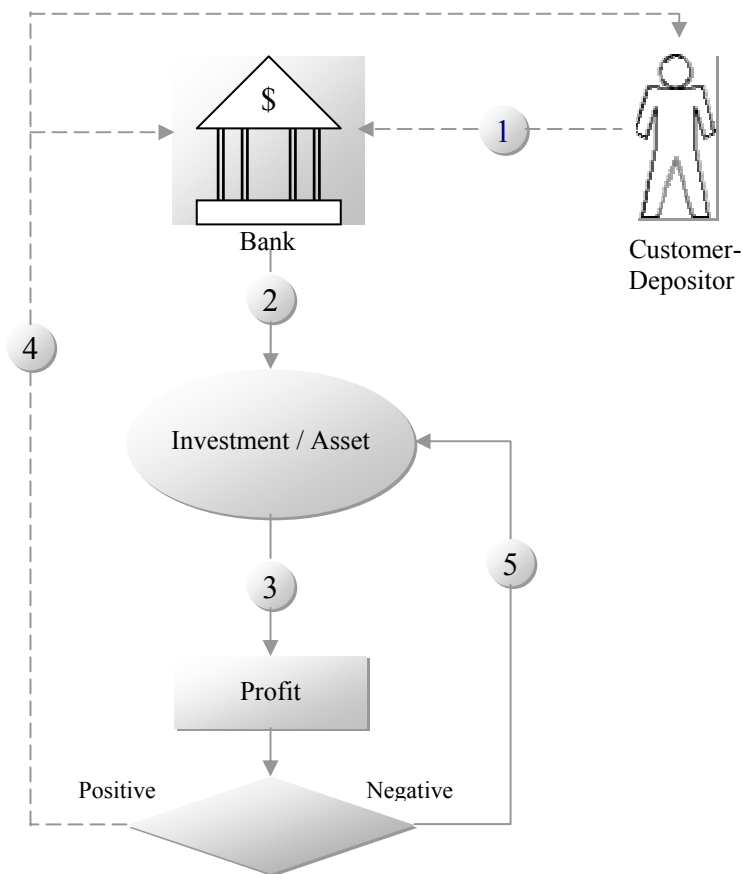 $
1
Bank
Customer-
Depositor
2
4
Investment / Asset
5
3
Profit
Positive
Negative